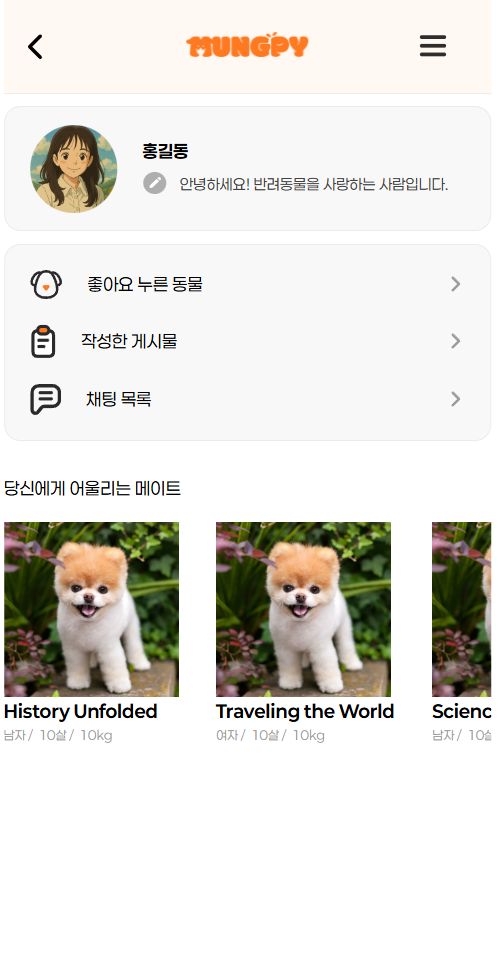 MUNGPY
홍길동
안녕하세요! 반려동물을 사랑하는 사람입니다.
좋아요 누른 동물
작성한 게시물
채팅 목록
당신에게 어울리는 메이트
History Unfolded
남자 / 10살 / 10kg
Traveling the World
여자 / 10살 / 10kg
Scienc
남자 / 10살